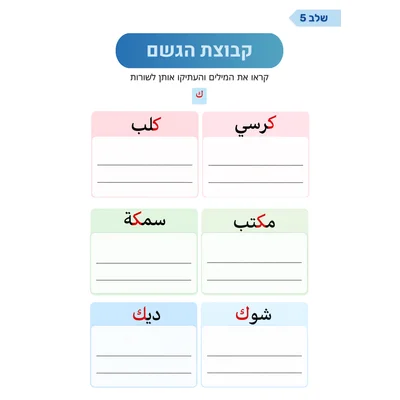 שלב 5
קבוצת הגשם
קראו את המילים והעתיקו אותן לשורות
ك
كرسي كلب
مكتب سمكة
شوك ديك